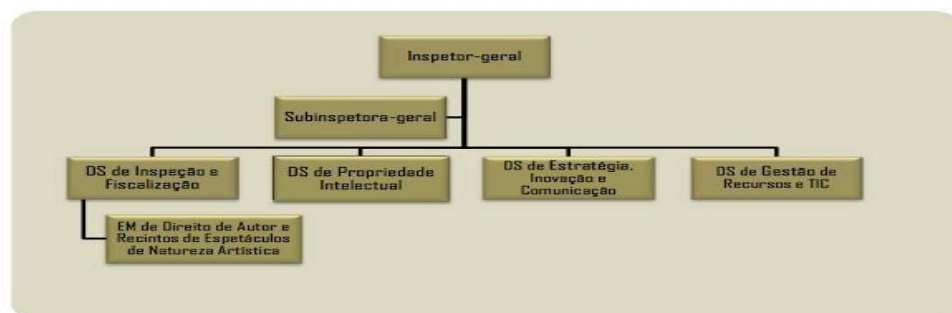 Inspetor-geral
Subinspetora-geral
DS de Inspeção e
Fiscalização
DS de Propriedade
Intelectual
DS de Estratégia,
Inovação e
Comunicação
DS de Gestão de
Recursos e TIC
EM de Direito de Autor e
Recintos de Espetáculos
de Natureza Artística